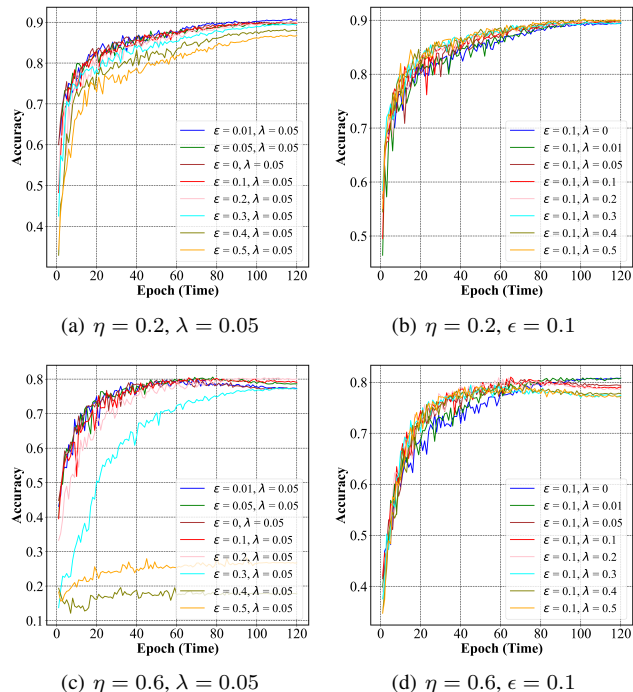 0.9
0.8
0.7
0.6
0.5
0.4
Accuracy
ε = 0.01, λ = 0.05
ε = 0.05, λ = 0.05
ε = 0, λ = 0.05
ε = 0.1, λ = 0.05
ε = 0.2, λ = 0.05
ε = 0.3, λ = 0.05
ε = 0.4, λ = 0.05
ε = 0.5, λ = 0.05
0 20 40 60 80 100 120
Epoch (Time)
(a) η = 0.2, λ = 0.05
0.9
0.8
0.7
0.6
0.5
Accuracy
ε = 0.1, λ = 0
ε = 0.1, λ = 0.01
ε = 0.1, λ = 0.05
ε = 0.1, λ = 0.1
ε = 0.1, λ = 0.2
ε = 0.1, λ = 0.3
ε = 0.1, λ = 0.4
ε = 0.1, λ = 0.5
0 20 40 60 80 100 120
Epoch (Time)
(b) η = 0.2, ϵ = 0.1
0.8
0.7
0.6
0.5
0.4
0.3
0.2
0.1
Accuracy
ε = 0.01, λ = 0.05
ε = 0.05, λ = 0.05
ε = 0, λ = 0.05
ε = 0.1, λ = 0.05
ε = 0.2, λ = 0.05
ε = 0.3, λ = 0.05
ε = 0.4, λ = 0.05
ε = 0.5, λ = 0.05
0 20 40 60 80 100 120
Epoch (Time)
(c) η = 0.6, λ = 0.05
0.8
0.7
0.6
0.5
0.4
Accuracy
ε = 0.1, λ = 0
ε = 0.1, λ = 0.01
ε = 0.1, λ = 0.05
ε = 0.1, λ = 0.1
ε = 0.1, λ = 0.2
ε = 0.1, λ = 0.3
ε = 0.1, λ = 0.4
ε = 0.1, λ = 0.5
0 20 40 60 80 100 120
Epoch (Time)
(d) η = 0.6, ϵ = 0.1